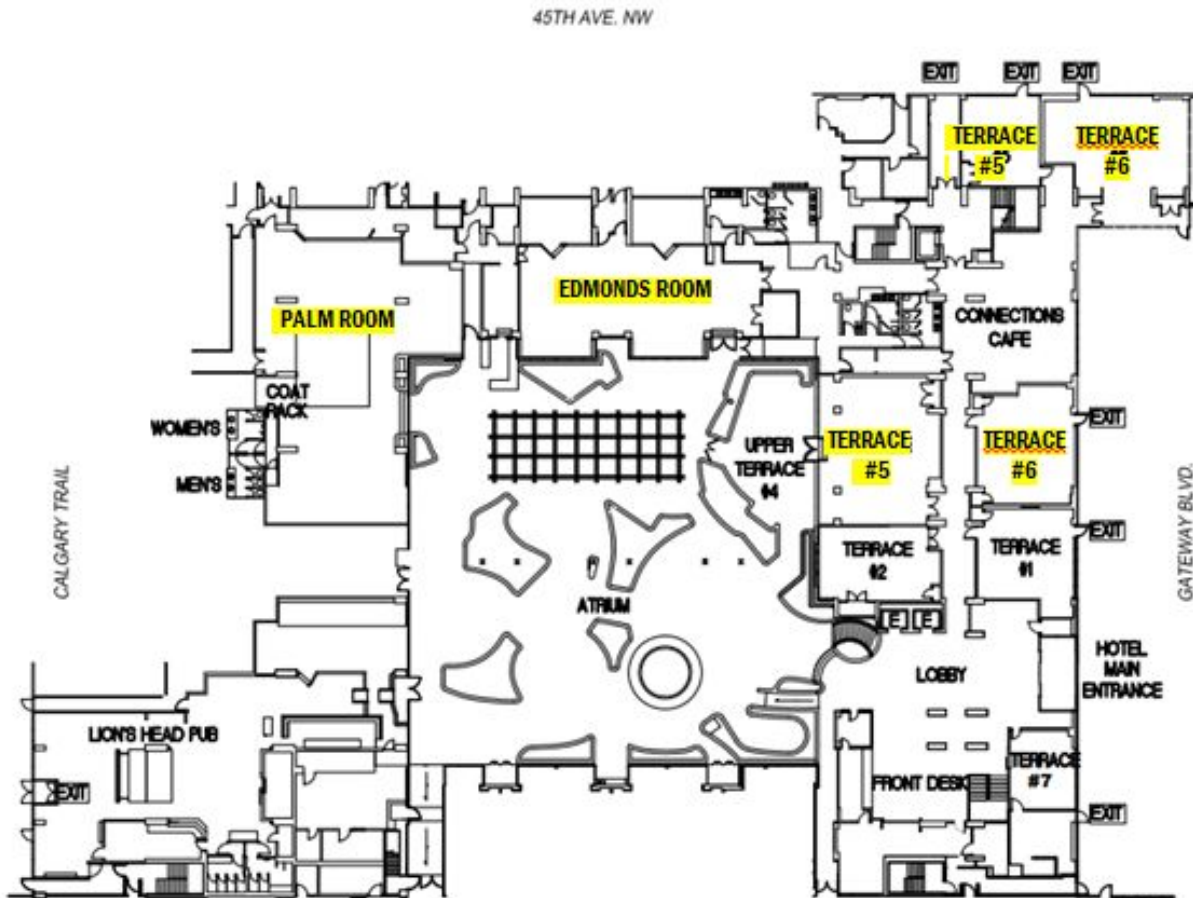 45TH AVE. NW
EXIT
EXIT
EXIT
TERRACE
#5
TERRACE
#6
EDMONDS ROOM
PALM ROOM
CONNECTIONS
CAFE
COAT
RACK
WOMEN'S
MEN'S
UPPER
TERRACE
#4
TERRACE
#5
TERRACE
#6
EXIT
CALGARY TRAIL
GATEWAY BLVD.
TERRACE
#2
TERRACE
#1
EXIT
ATRIUM
E
E
LOBBY
HOTEL
MAIN
ENTRANCE
LION'S HEAD PUB
EXIT
FRONT DESK
TERRACE
#7
EXIT